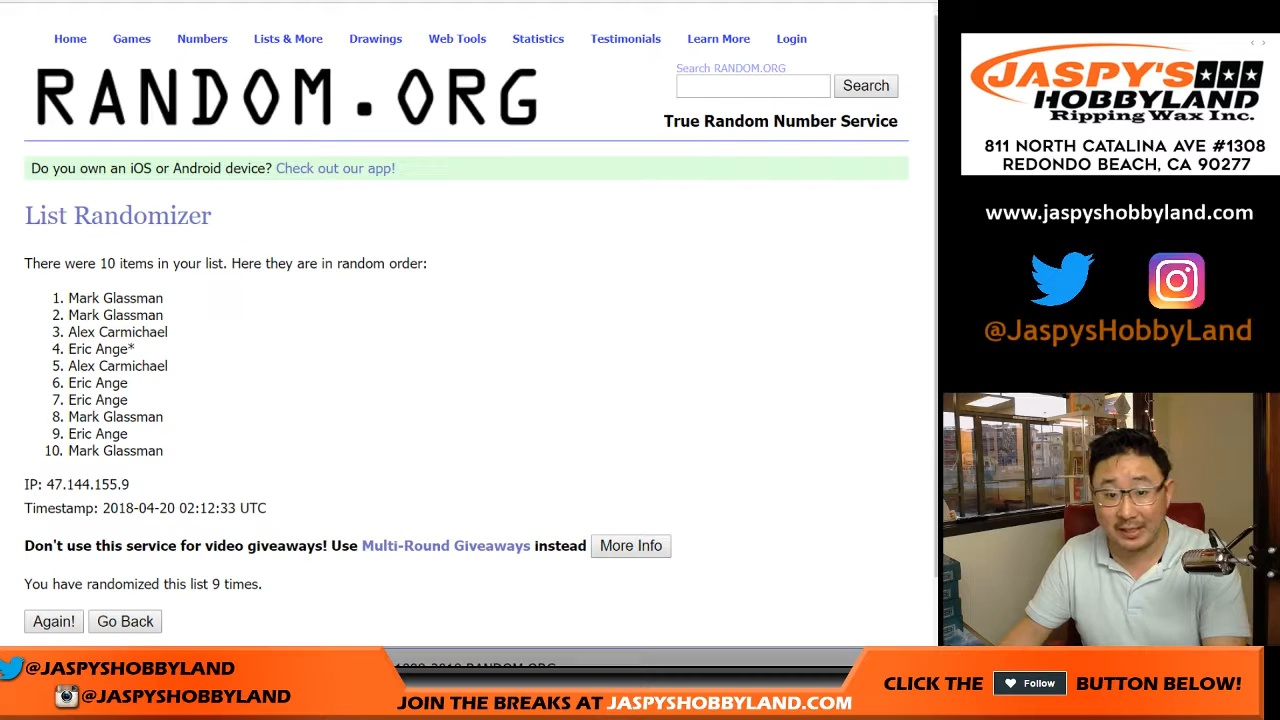 Home Games Numbers Lists & More Drawings Web Tools Statistics Testimonials Learn More Login
RANDOM.ORG
Search RANDOM.ORG
Search
True Random Number Service
Do you own an iOS or Android device? Check out our app!
List Randomizer
There were 10 items in your list. Here they are in random order:
1. Mark Glassman
2. Mark Glassman
3. Alex Carmichael
4. Eric Ange*
5. Alex Carmichael
6. Eric Ange
7. Eric Ange
8. Mark Glassman
9. Eric Ange
10. Mark Glassman
IP: 47.144.155.9
Timestamp: 2018-04-20 02:12:33 UTC
Don't use this service for video giveaways! Use Multi-Round Giveaways instead More Info
You have randomized this list 9 times.
Again! Go Back
JASPY'S
HOBBYLAND
Ripping Wax Inc.
811 NORTH CATALINA AVE #1308
REDONDO BEACH, CA 90277
www.jaspyshobbyland.com
@JaspysHobbyLand
@JASPYSHOBBYLAND
@JASPYSHOBBYLAND
JOIN THE BREAKS AT JASPYSHOBBYLAND.COM
CLICK THE Follow BUTTON BELOW!